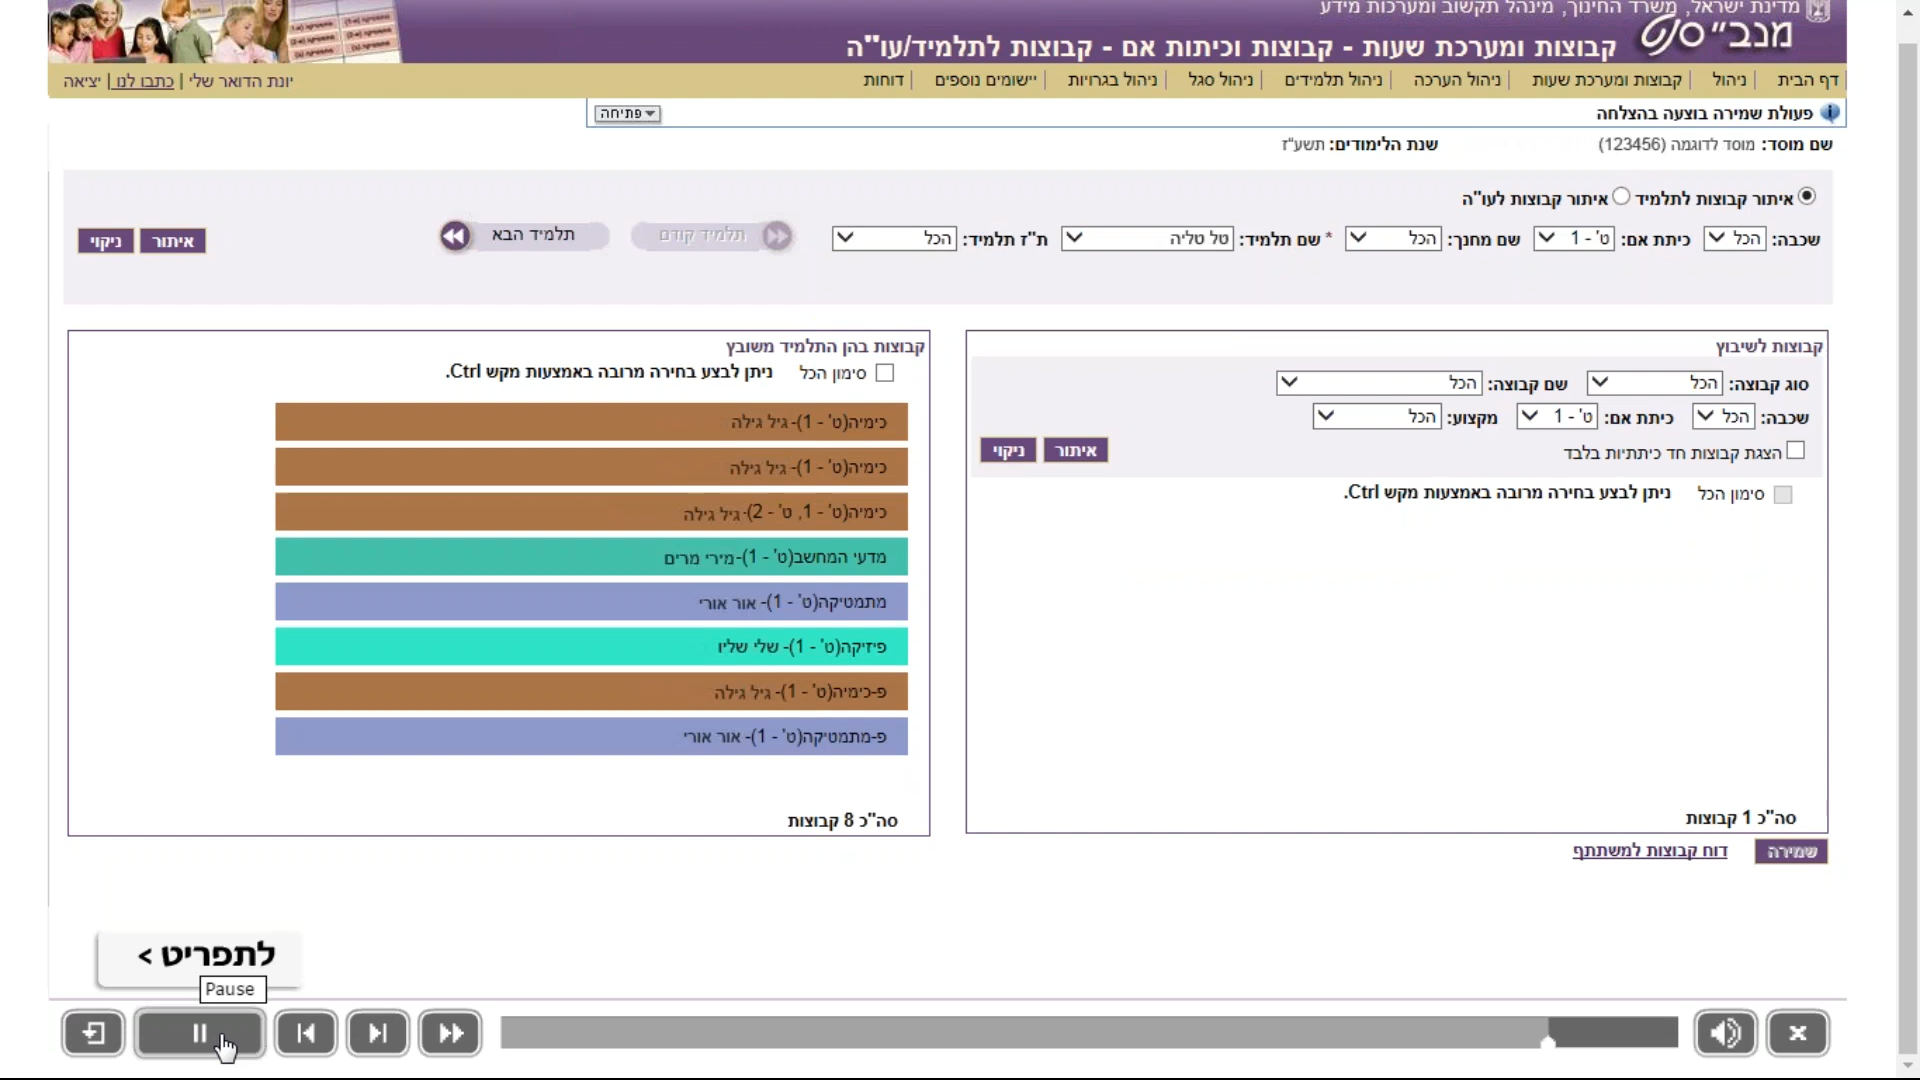 מדינת ישראל, משרד החינוך, מינהל תקשוב ומערכות מידע
מנב״סנט
קבוצות ומערכת שעות - קבוצות וכיתות אם - קבוצות לתלמיד/עו"ה
דף הבית | ניהול | קבוצות ומערכת שעות | ניהול הערכה | ניהול תלמידים | ניהול סגל | ניהול בגרויות | יישומים נוספים | דוחות
יונת הדואר שלי | כתבו לנו | יציאה
פעולת שמירה בוצעה בהצלחה
פתיחה
שם מוסד: מוסד לדוגמה (123456)
שנת הלימודים: תשע"ז
איתור קבוצות לתלמיד איתור קבוצות לעו"ה
שכבה: הכל כיתת אם: ט' - 1 שם מחנך: הכל * שם תלמיד: טל טליה ת"ז תלמיד: הכל
תלמיד קודם תלמיד הבא
איתור ניקוי
קבוצות לשיבוץ
סוג קבוצה: הכל שם קבוצה: הכל
שכבה: הכל כיתת אם: ט' - 1 מקצוע: הכל
הצגת קבוצות חד כיתתיות בלבד
איתור ניקוי
סימון הכל ניתן לבצע בחירה מרובה באמצעות מקש Ctrl.
סה"כ 1 קבוצות
קבוצות בהן התלמיד משובץ
סימון הכל ניתן לבצע בחירה מרובה באמצעות מקש Ctrl.
כימיה(ט' - 1)-גיל גילה
כימיה(ט' - 1)- גיל גילה
כימיה(ט' - 1, ט' - 2)-גיל גילה
מדעי המחשב(ט' - 1)-מירי מרים
מתמטיקה(ט' - 1)- אור אורי
פיזיקה(ט' - 1)- שלי שליו
פ-כימיה(ט' - 1)- גיל גילה
פ-מתמטיקה(ט' - 1)- אור אורי
סה"כ 8 קבוצות
שמירה
דוח קבוצות למשתתף
לתפריט >
Pause